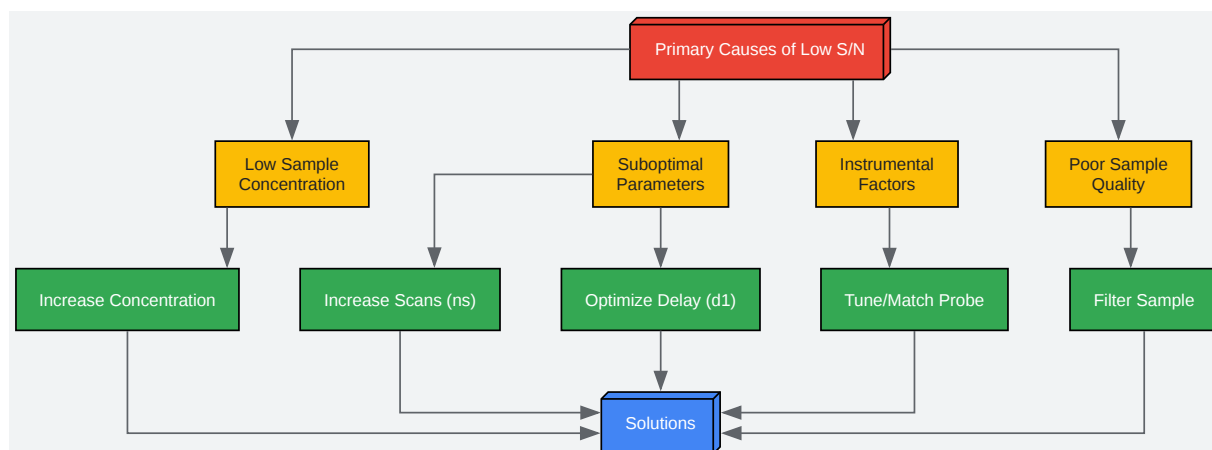 Primary Causes of Low S/N
Low Sample
Concentration
Suboptimal
Parameters
Instrumental
Factors
Poor Sample
Quality
Increase Concentration
Increase Scans (ns)
Optimize Delay (d1)
Tune/Match Probe
Filter Sample
Solutions